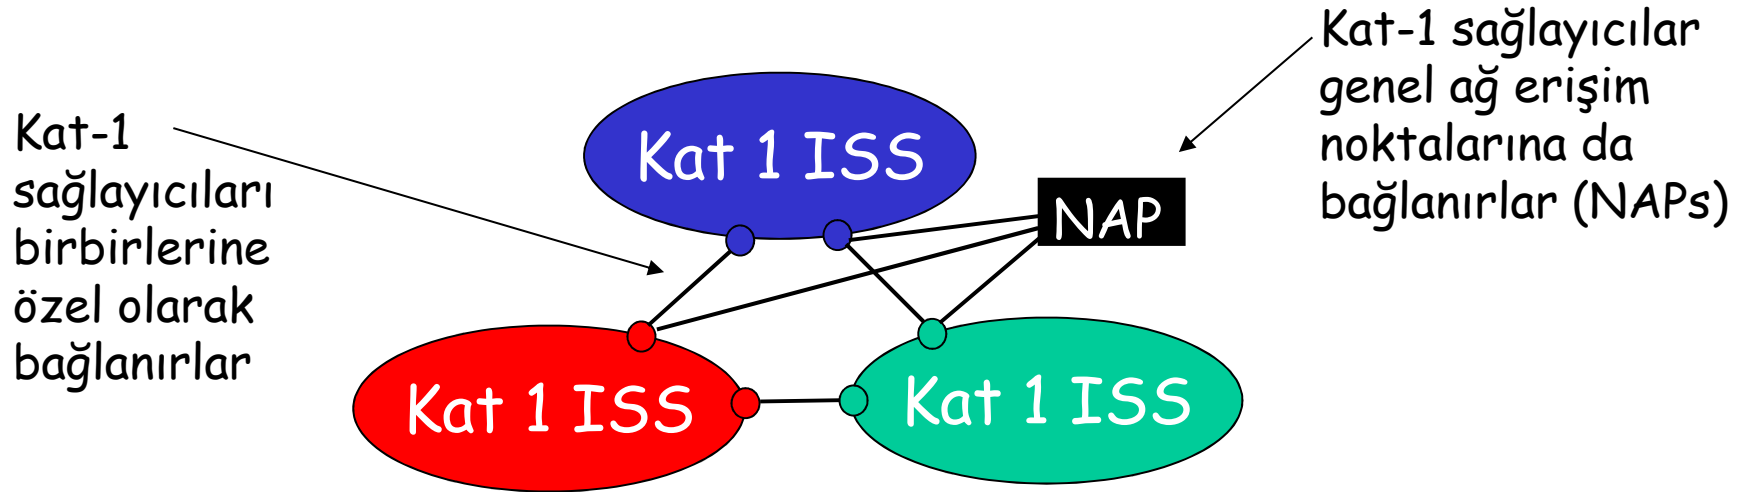 Kat-1
sağlayıcıları
birbirlerine
özel olarak
bağlanırlar
Kat 1 ISS
NAP
Kat-1 sağlayıcılar
genel ağ erişim
noktalarına da
bağlanırlar (NAPs)
Kat 1 ISS
Kat 1 ISS